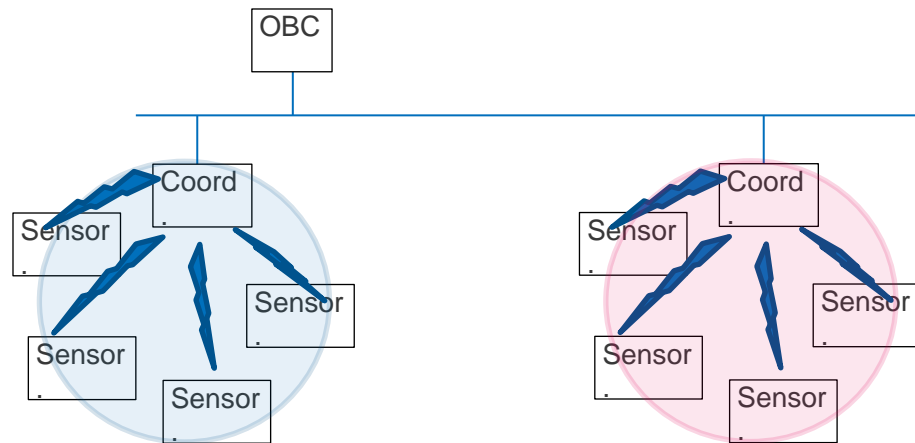 OBC
Coord
.
Sensor
.
Sensor
.
Sensor
.
Sensor
.
Coord
.
Sensor
.
Sensor
.
Sensor
.
Sensor
.